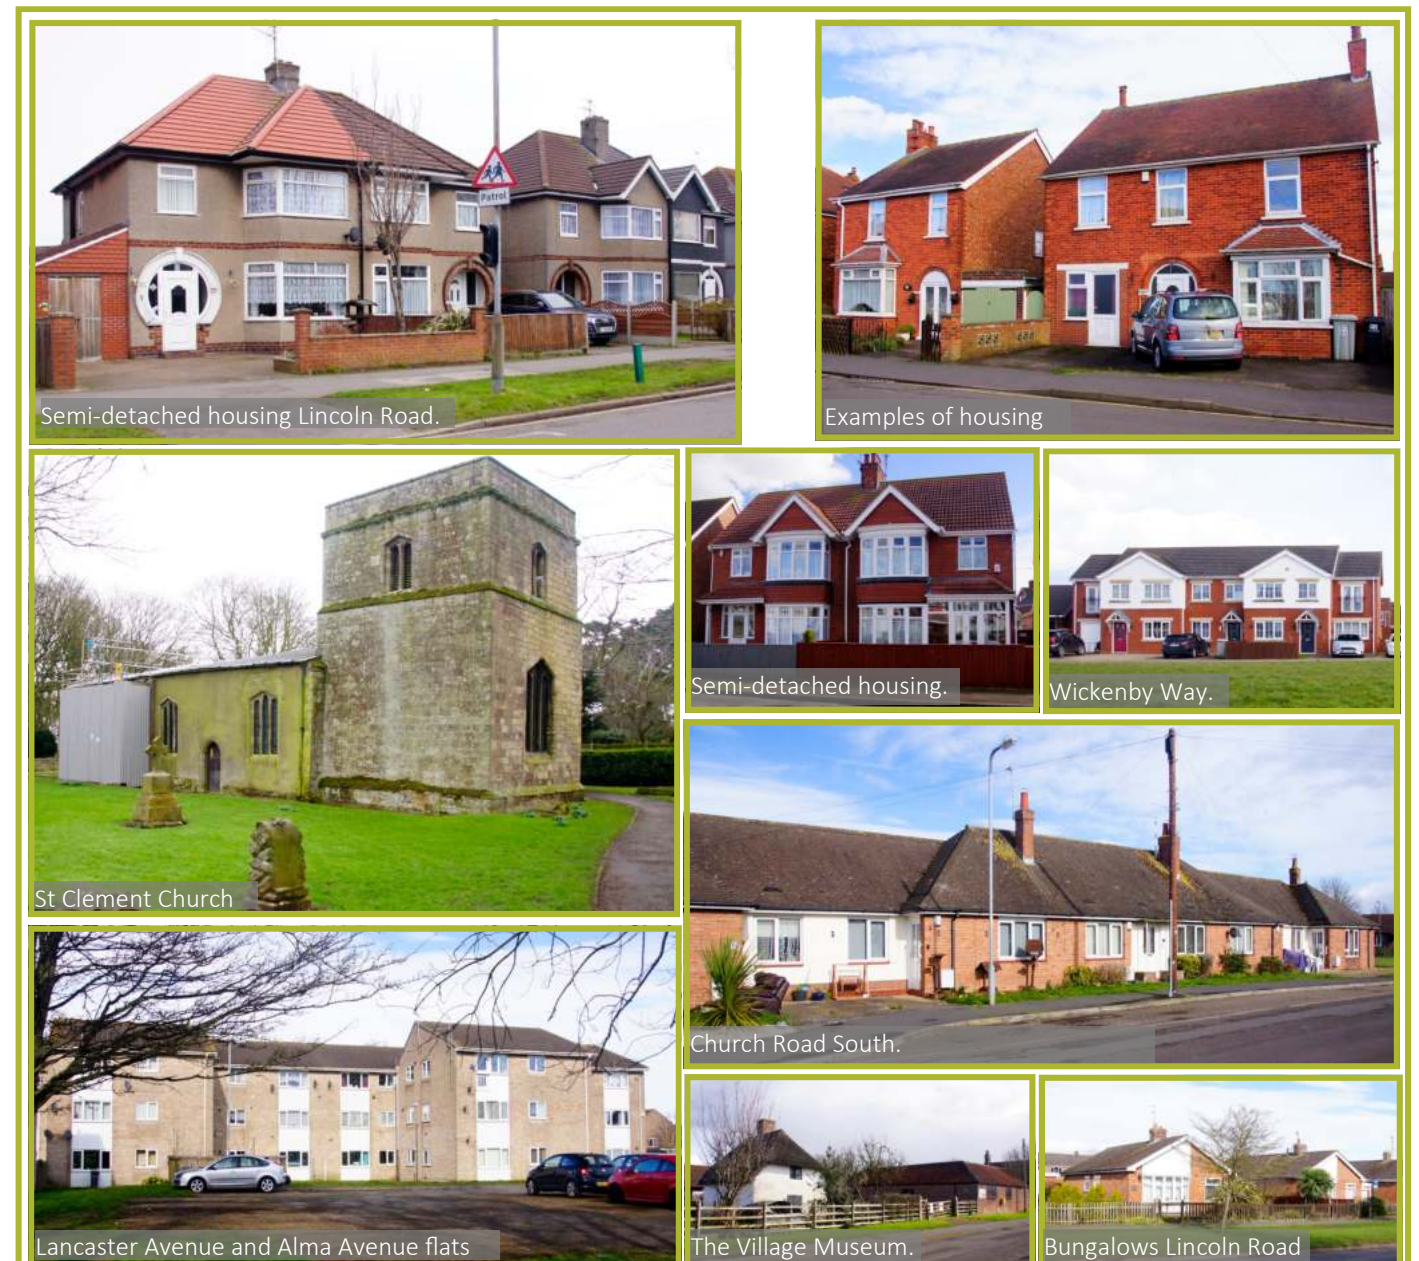 Patrol
Semi-detached housing Lincoln Road.
Examples of housing
St Clement Church
Semi-detached housing.
Wickenby Way.
Church Road South.
Lancaster Avenue and Alma Avenue flats
The Village Museum.
Bungalows Lincoln Road